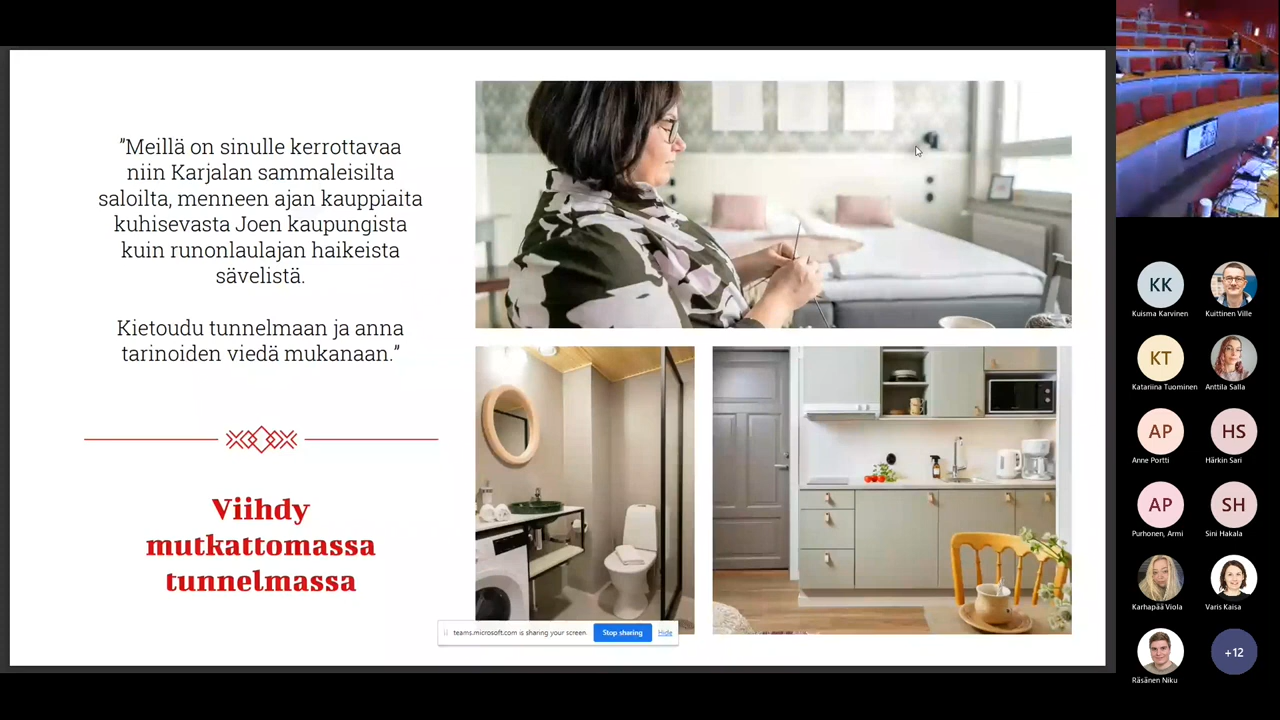 ”Meillä on sinulle kerrottavaa
niin Karjalan sammaleisilta
saloilta, menneen ajan kauppiaita
kuhisevasta Joen kaupungista
kuin runonlaulajan haikeista
sävelistä.
Kietoudu tunnelmaan ja anna
tarinoiden viedä mukanaan.”
Viihdy
mutkattomassa
tunnelmassa
teams.microsoft.com is sharing your screen.
Stop sharing
Hide
KK
Kuisma Karvinen
Kuittinen Ville
KT
Katariina Tuominen
Anttila Salla
AP
Anne Portti
HS
Härkin Sari
AP
Purhonen, Armi
SH
Sini Hakala
Karhapää Viola
Varis Kaisa
Räsänen Niku
+12